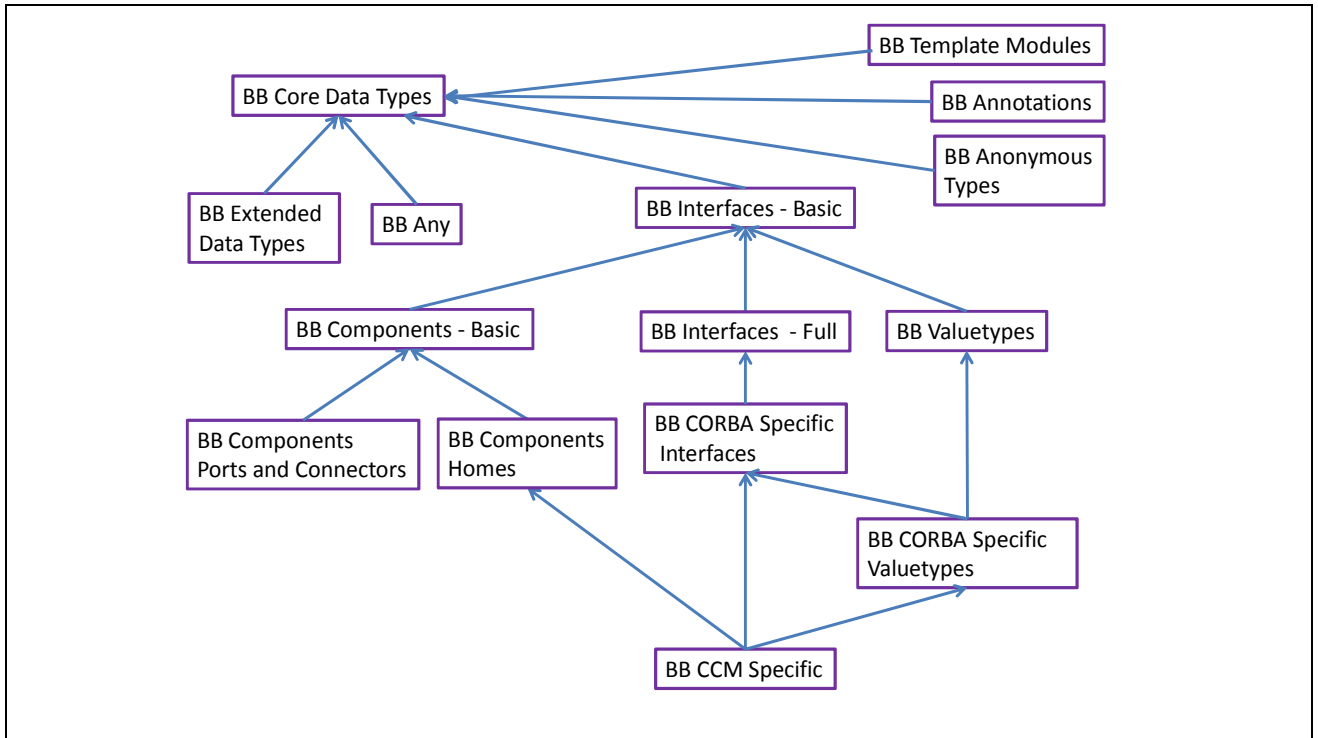 BB Template Modules
BB Core Data Types
BB Annotations
BB Anonymous
Types
BB Extended
Data Types
BB Any
BB Interfaces - Basic
BB Components - Basic
BB Interfaces - Full
BB Valuetypes
BB Components
Ports and Connectors
BB Components
Homes
BB CORBA Specific
Interfaces
BB CORBA Specific
Valuetypes
BB CCM Specific